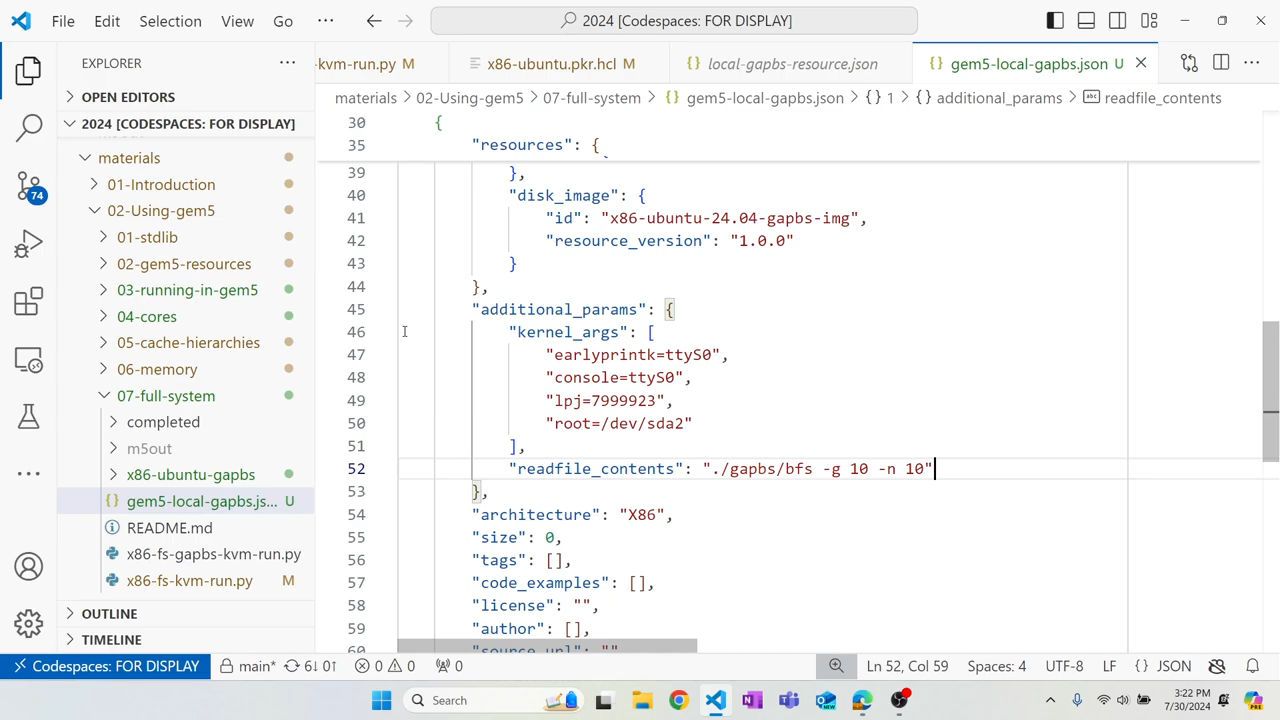 File Edit Selection View Go ··· 2024 [Codespaces: FOR DISPLAY]
EXPLORER
OPEN EDITORS
2024 [CODESPACES: FOR DISPLAY]
materials
01-Introduction
02-Using-gem5
01-stdlib
02-gem5-resources
03-running-in-gem5
04-cores
05-cache-hierarchies
06-memory
07-full-system
completed
m5out
x86-ubuntu-gapbs
gem5-local-gapbs.js... U
README.md
x86-fs-gapbs-kvm-run.py
x86-fs-kvm-run.py M
OUTLINE
TIMELINE
74
-kvm-run.py M x86-ubuntu.pkr.hcl M local-gapbs-resource.json gem5-local-gapbs.json U
materials > 02-Using-gem5 > 07-full-system > {} gem5-local-gapbs.json > {} 1 > {} additional_params > abc readfile_contents
30 {
35 "resources": {
39 },
40 "disk_image": {
41 "id": "x86-ubuntu-24.04-gapbs-img",
42 "resource_version": "1.0.0"
43 }
44 },
45 "additional_params": {
46 "kernel_args": [
47 "earlyprintk=ttyS0",
48 "console=ttyS0",
49 "lpj=7999923",
50 "root=/dev/sda2"
51 ],
52 "readfile_contents": "./gapbs/bfs -g 10 -n 10"
53 },
54 "architecture": "X86",
55 "size": 0,
56 "tags": [],
57 "code_examples": [],
58 "license": "",
59 "author": [],
60 "source_url": ""
Codespaces: FOR DISPLAY main* 6↓ 0↑ 0 0 0 Ln 52, Col 59 Spaces: 4 UTF-8 LF {} JSON
Search
3:22 PM
7/30/2024
PRE